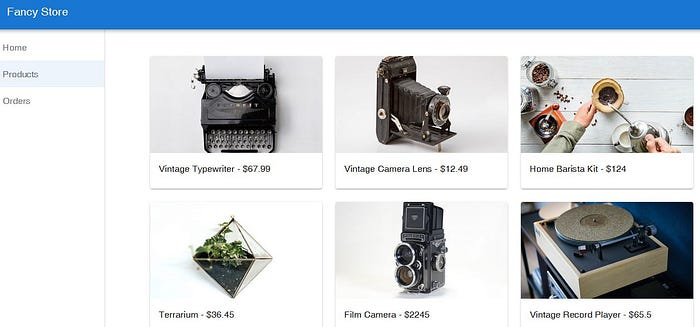 Fancy Store
Home
Products
Orders
Vintage Typewriter - $67.99
Vintage Camera Lens - $12.49
Home Barista Kit - $124
Terrarium - $36.45
Film Camera - $2245
Vintage Record Player - $65.5